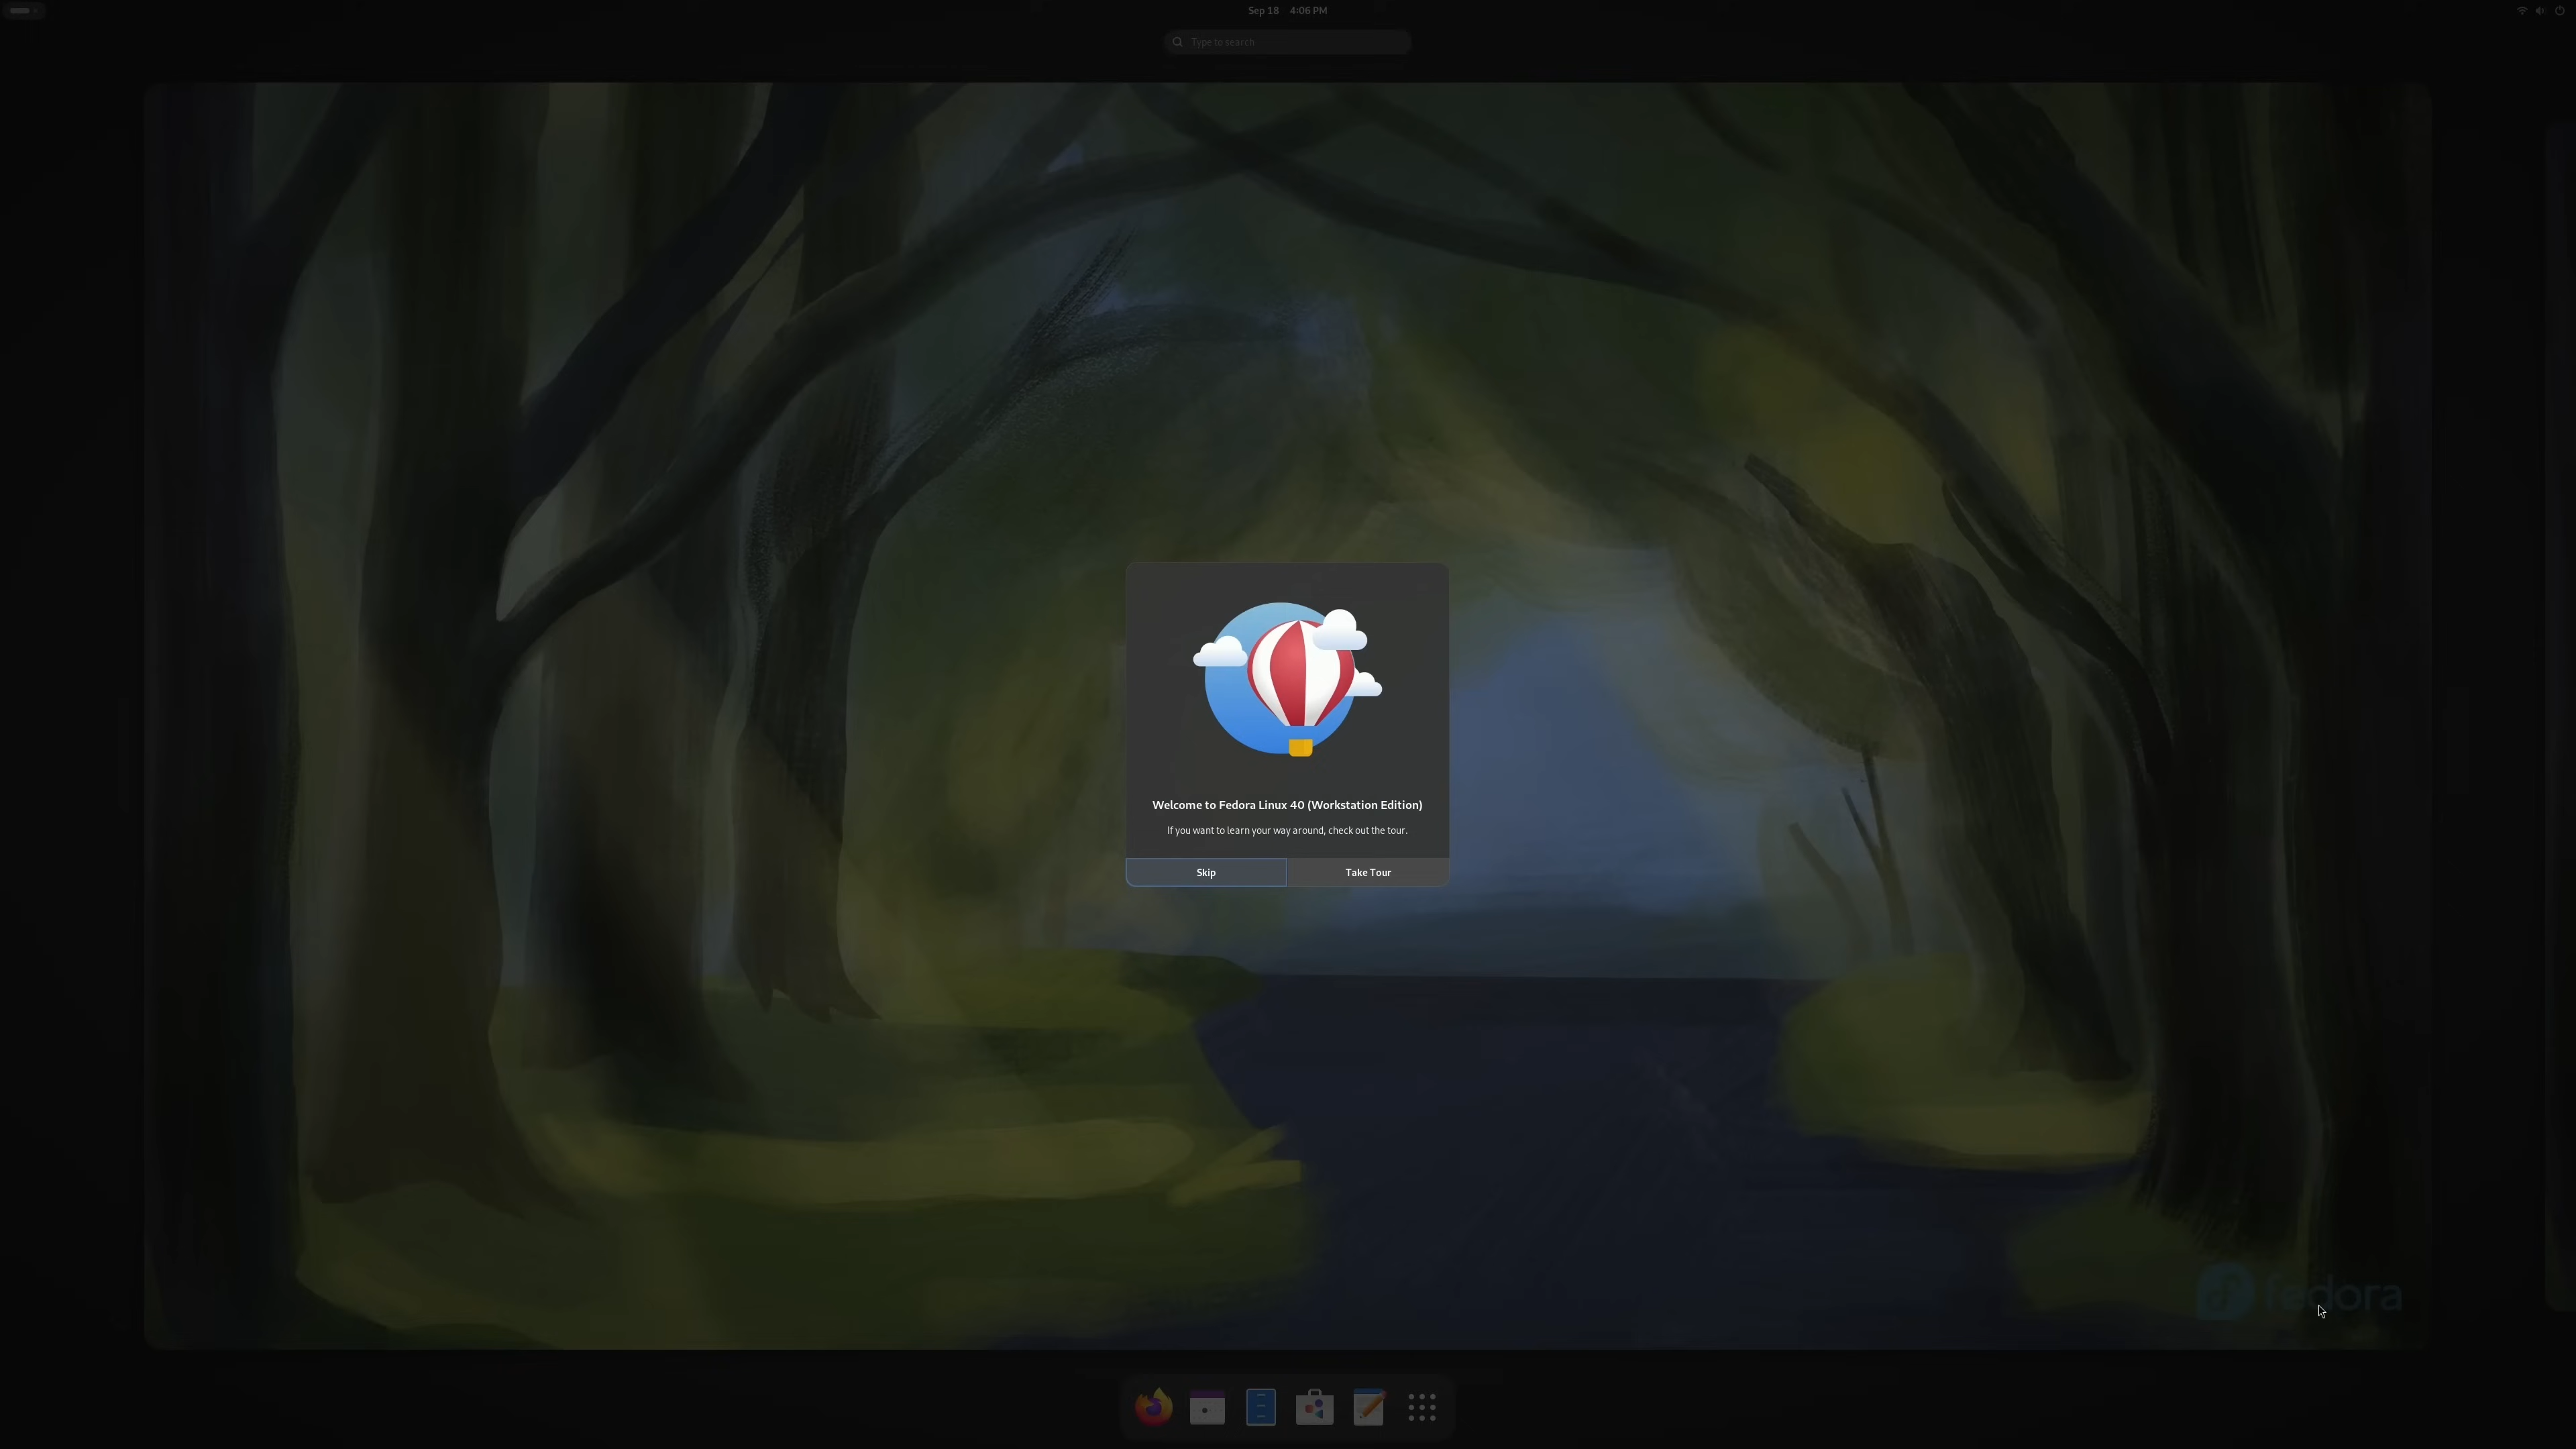 Sep 18 4:06 PM
Type to search
Welcome to Fedora Linux 40 (Workstation Edition)
If you want to learn your way around, check out the tour.
Skip Take Tour
fedora